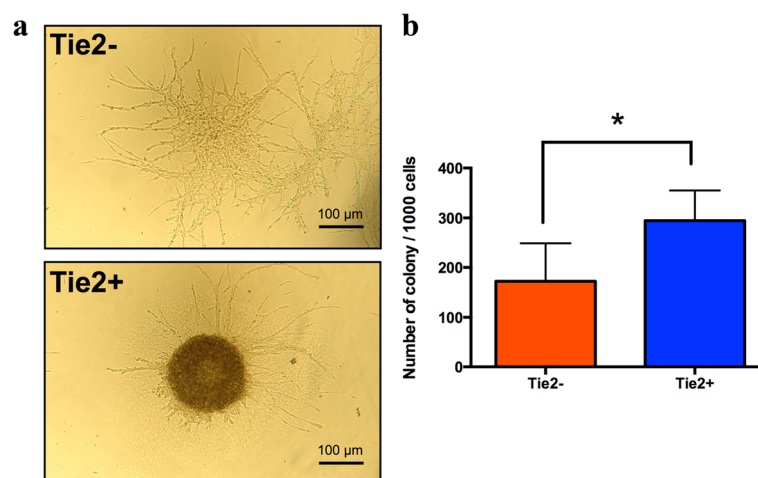 a
Tie2-
100 μm
Tie2+
100 μm
b
*
Number of colony / 1000 cells
400
300
200
100
0
Tie2-
Tie2+